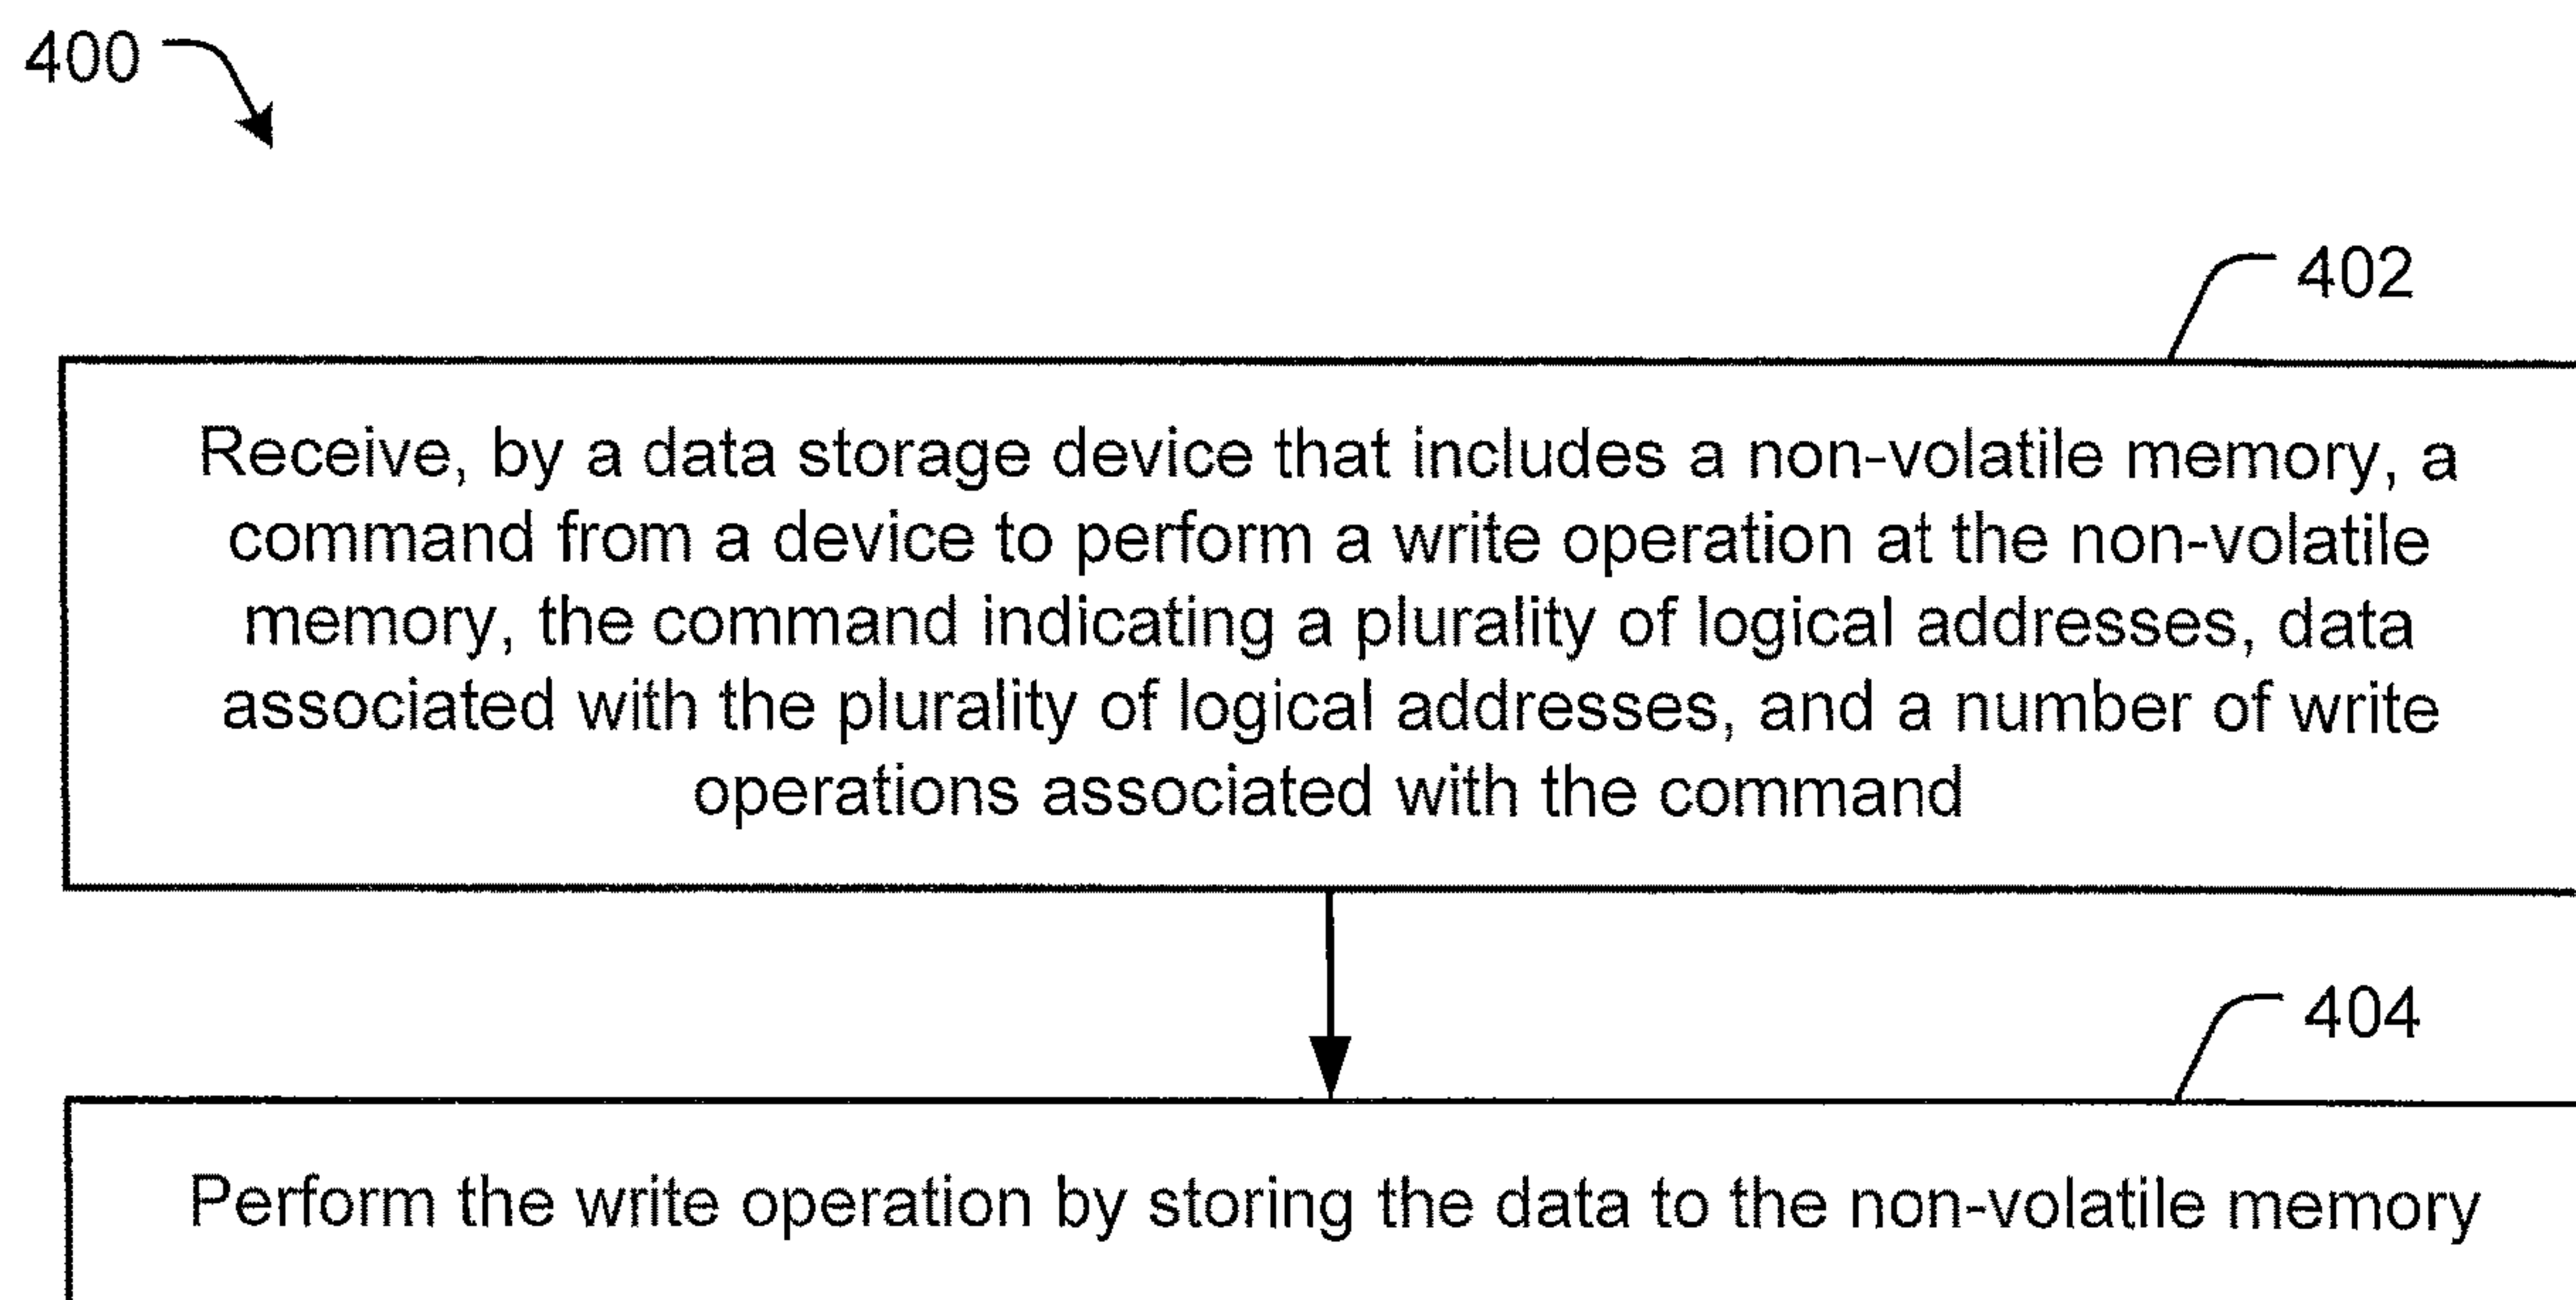 400
402
Receive, by a data storage device that includes a non-volatile memory, a
command from a device to perform a write operation at the non-volatile
memory, the command indicating a plurality of logical addresses, data
associated with the plurality of logical addresses, and a number of write
operations associated with the command
404
Perform the write operation by storing the data to the non-volatile memory